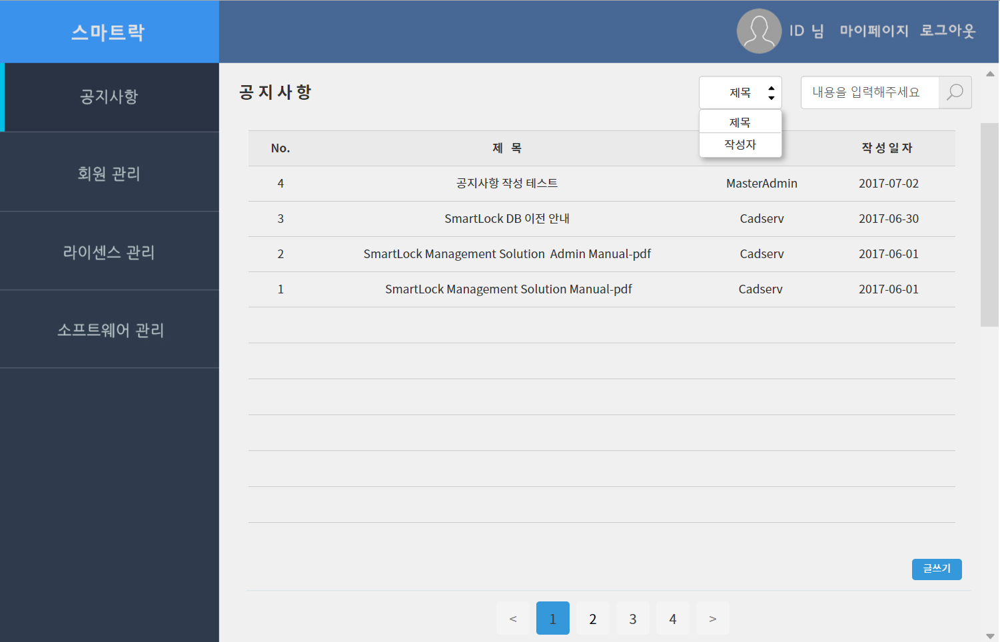 스마트락
ID 님 마이페이지 로그아웃
공지사항
회원 관리
라이센스 관리
소프트웨어 관리
공지사항
제목
내용을 입력해주세요
제목
작성자
No. 제 목 작성일자
4 공지사항 작성 테스트 MasterAdmin 2017-07-02
3 SmartLock DB 이전 안내 Cadserv 2017-06-30
2 SmartLock Management Solution Admin Manual-pdf Cadserv 2017-06-01
1 SmartLock Management Solution Manual-pdf Cadserv 2017-06-01
글쓰기
< 1 2 3 4 >